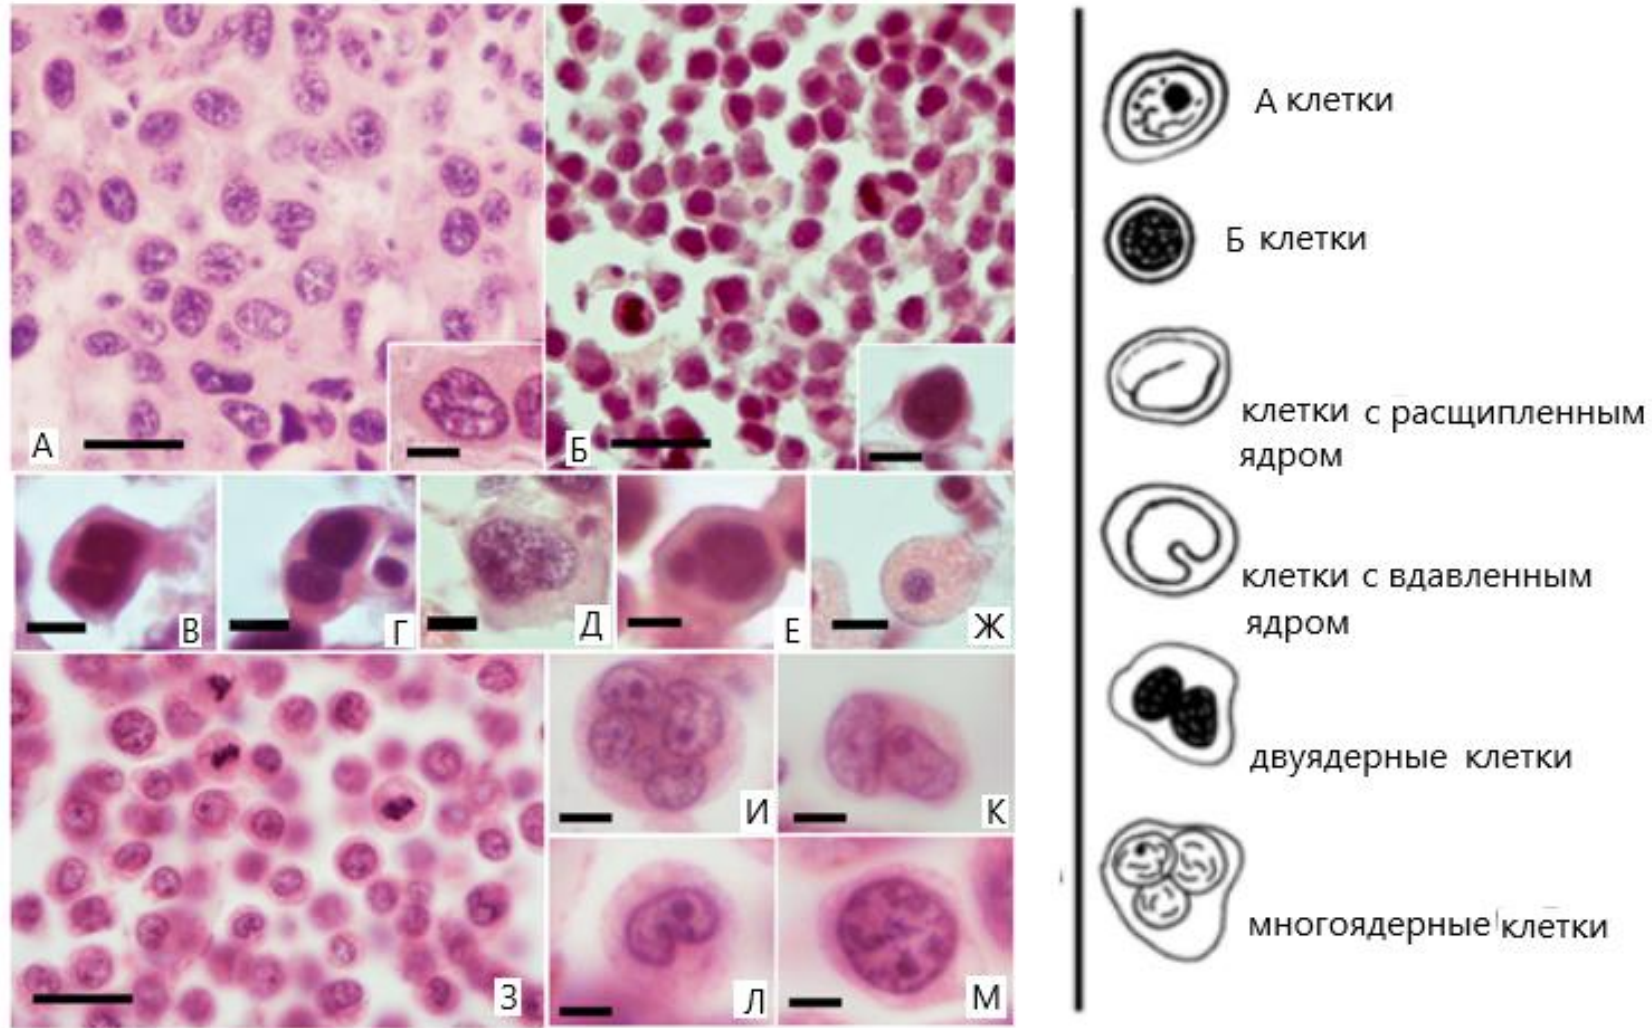 А
Б
В
Г
Д
Е
Ж
З
И
К
Л
М
А клетки
Б клетки
клетки с расщипленным
ядром
клетки с вдавленным
ядром
двуядерные клетки
многоядерные клетки